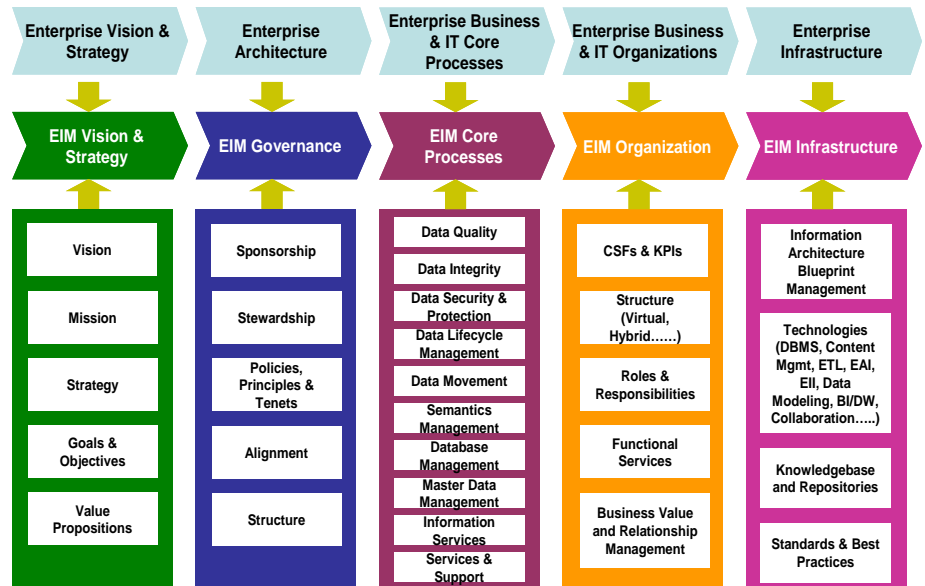 Enterprise Vision &
Strategy
Enterprise
Architecture
Enterprise Business
& IT Core
Processes
Enterprise Business
& IT Organizations
Enterprise
Infrastructure
EIM Vision &
Strategy
EIM Governance
EIM Core
Processes
EIM Organization
EIM Infrastructure
Vision
Mission
Strategy
Goals &
Objectives
Value
Propositions
Sponsorship
Stewardship
Policies,
Principles &
Tenets
Alignment
Structure
Data Quality
Data Integrity
Data Security &
Protection
Data Lifecycle
Management
Data Movement
Semantics
Management
Database
Management
Master Data
Management
Information
Services
Services &
Support
CSFs & KPIs
Structure
(Virtual,
Hybrid……)
Roles &
Responsibilities
Functional
Services
Business Value
and Relationship
Management
Information
Architecture
Blueprint
Management
Technologies
(DBMS, Content
Mgmt, ETL, EAI,
EII, Data
Modeling, BI/DW,
Collaboration…..)
Knowledgebase
and Repositories
Standards & Best
Practices